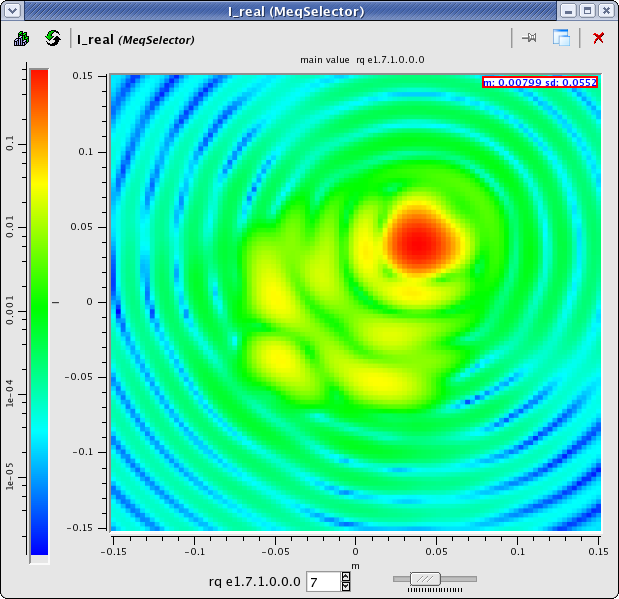 I_real (MeqSelector)
I_real (MeqSelector)
main value rq e1.7.1.0.0.0
m: 0.00799 sd: 0.0552
0.15
0.1
0.05
0
-0.05
-0.1
-0.15
0.1
0.01
0.001
1e-04
1e-05
-0.15
-0.1
-0.05
0
0.05
0.1
0.15
m
rq e1.7.1.0.0.0 7